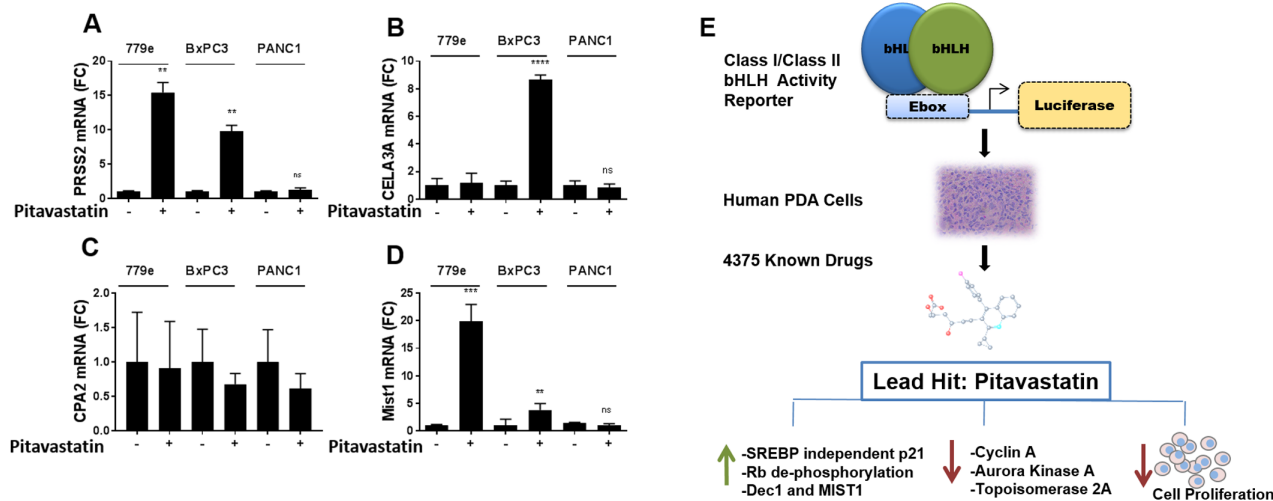 A
779e BxPC3 PANC1
PRSS2 mRNA (FC)
20
15
10
5
0
** ** ns
Pitavastatin - + - + - +
B
779e BxPC3 PANC1
CELA3A mRNA (FC)
10
8
6
4
2
0
**** ns
Pitavastatin - + - + - +
C
779e BxPC3 PANC1
CPA2 mRNA (FC)
2.0
1.5
1.0
0.5
0.0
Pitavastatin - + - + - +
D
779e BxPC3 PANC1
Mist1 mRNA (FC)
25
20
15
10
5
0
*** ** ns
Pitavastatin - + - + - +
E
Class I/Class II
bHLH Activity
Reporter
bHL bHLH
Ebox
Luciferase
Human PDA Cells
4375 Known Drugs
Lead Hit: Pitavastatin
-SREBP independent p21
-Rb de-phosphorylation
-Dec1 and MIST1
-Cyclin A
-Aurora Kinase A
-Topoisomerase 2A
Cell Proliferation